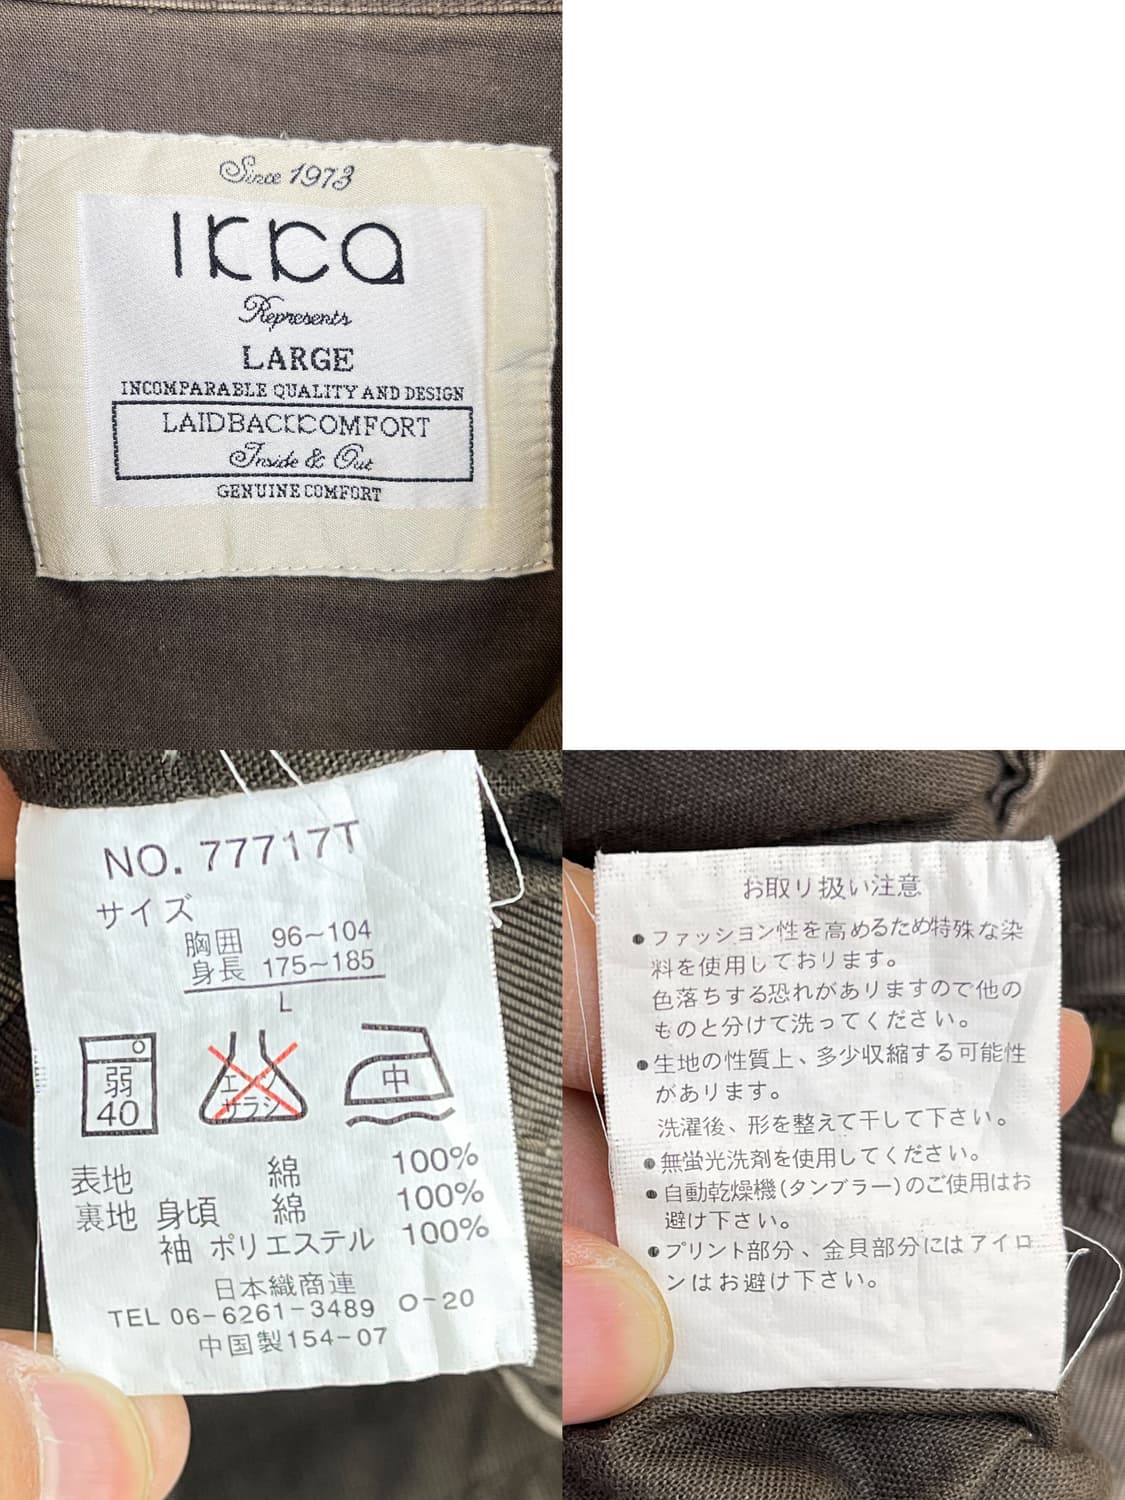 Since 1973
IKKA
Represents
LARGE
INCOMPARABLE QUALITY AND DESIGN
LAIDBACKCOMFORT
Inside & Out
GENUINE COMFORT
NO. 77717T
サイズ
胸囲 96~104
身長 175~185
L
弱
40
エンソ
サラシ
中
表地 綿 100%
裏地 身頃 綿 100%
袖 ポリエステル 100%
日本織商連
TEL 06-6261-3489 O-20
中国製154-07
お取り扱い注意
●ファッション性を高めるため特殊な染
料を使用しております。
色落ちする恐れがありますので他の
ものと分けて洗ってください。
●生地の性質上、多少収縮する可能性
があります。
洗濯後、形を整えて干して下さい。
●無蛍光洗剤を使用してください。
●自動乾燥機(タンブラー)のご使用はお
避け下さい。
●プリント部分、金具部分にはアイロ
ンはお避け下さい。